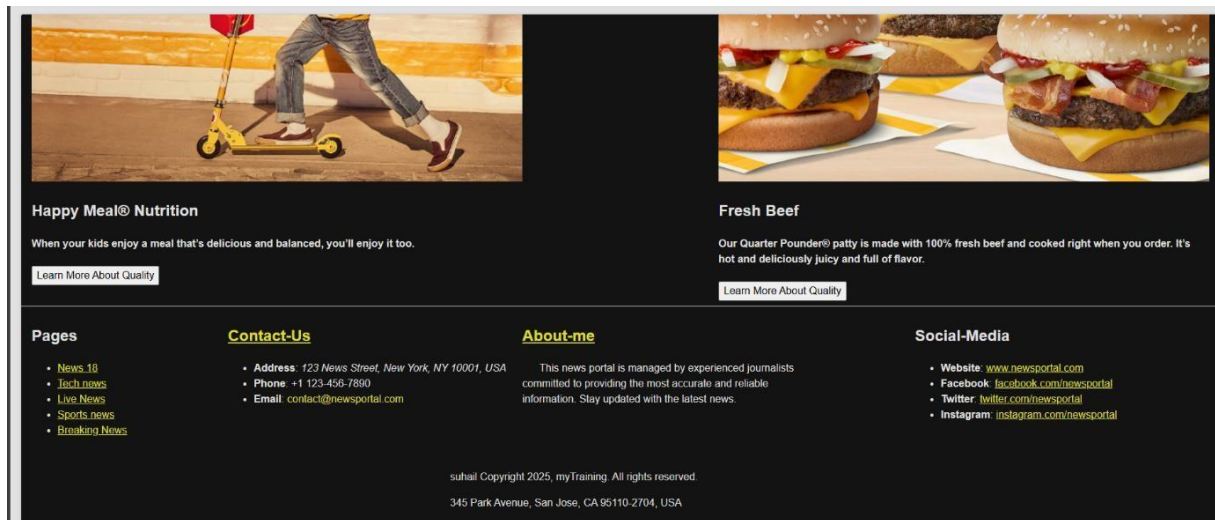 Happy Meal® Nutrition
When your kids enjoy a meal that's delicious and balanced, you'll enjoy it too.
Learn More About Quality
Fresh Beef
Our Quarter Pounder® patty is made with 100% fresh beef and cooked right when you order. It's
hot and deliciously juicy and full of flavor.
Learn More About Quality
Pages
News 18
Tech news
Live News
Sports news
Breaking News
Contact-Us
Address: 123 News Street, New York, NY 10001, USA
Phone: +1 123-456-7890
Email: contact@newsportal.com
About-me
This news portal is managed by experienced journalists
committed to providing the most accurate and reliable
information. Stay updated with the latest news.
Social-Media
Website: www.newsportal.com
Facebook: facebook.com/newsportal
Twitter: twitter.com/newsportal
Instagram: instagram.com/newsportal
suhail Copyright 2025, myTraining. All rights reserved.
345 Park Avenue, San Jose, CA 95110-2704, USA